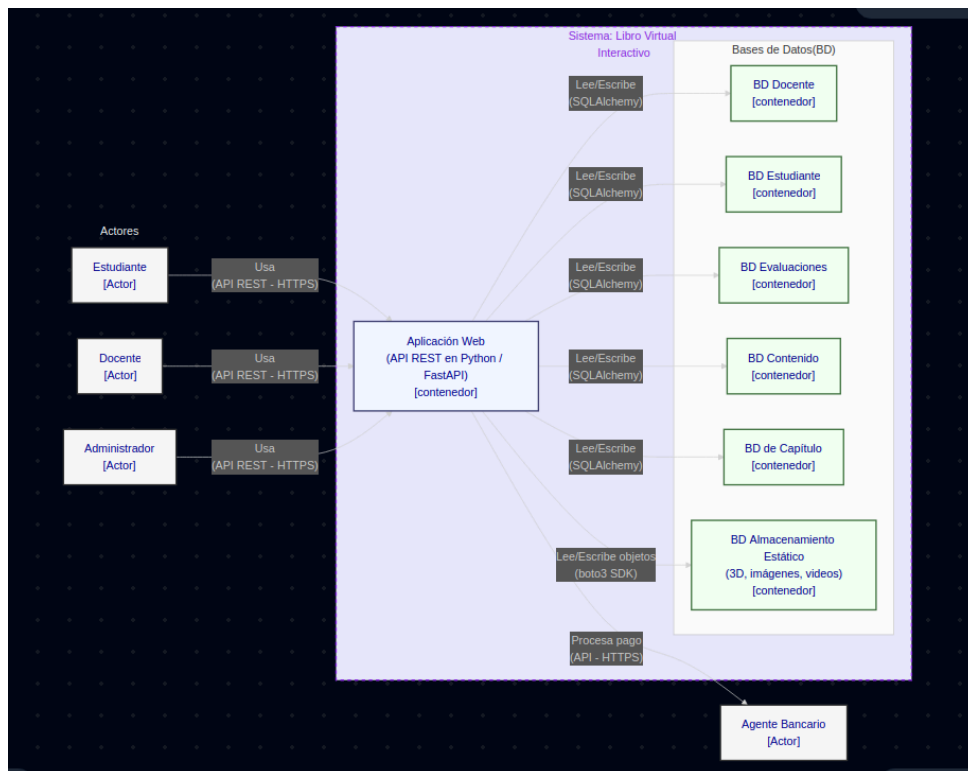 Sistema: Libro Virtual
Interactivo
Bases de Datos(BD)
Lee/Escribe
(SQLAlchemy)
BD Docente
[contenedor]
Lee/Escribe
(SQLAlchemy)
BD Estudiante
[contenedor]
Actores
Estudiante
[Actor]
Usa
(API REST - HTTPS)
Lee/Escribe
(SQLAlchemy)
BD Evaluaciones
[contenedor]
Docente
[Actor]
Usa
(API REST - HTTPS)
Aplicación Web
(API REST en Python /
FastAPI)
[contenedor]
Lee/Escribe
(SQLAlchemy)
BD Contenido
[contenedor]
Administrador
[Actor]
Usa
(API REST - HTTPS)
Lee/Escribe
(SQLAlchemy)
BD de Capítulo
[contenedor]
Lee/Escribe objetos
(boto3 SDK)
BD Almacenamiento
Estático
(3D, imágenes, videos)
[contenedor]
Procesa pago
(API - HTTPS)
Agente Bancario
[Actor]